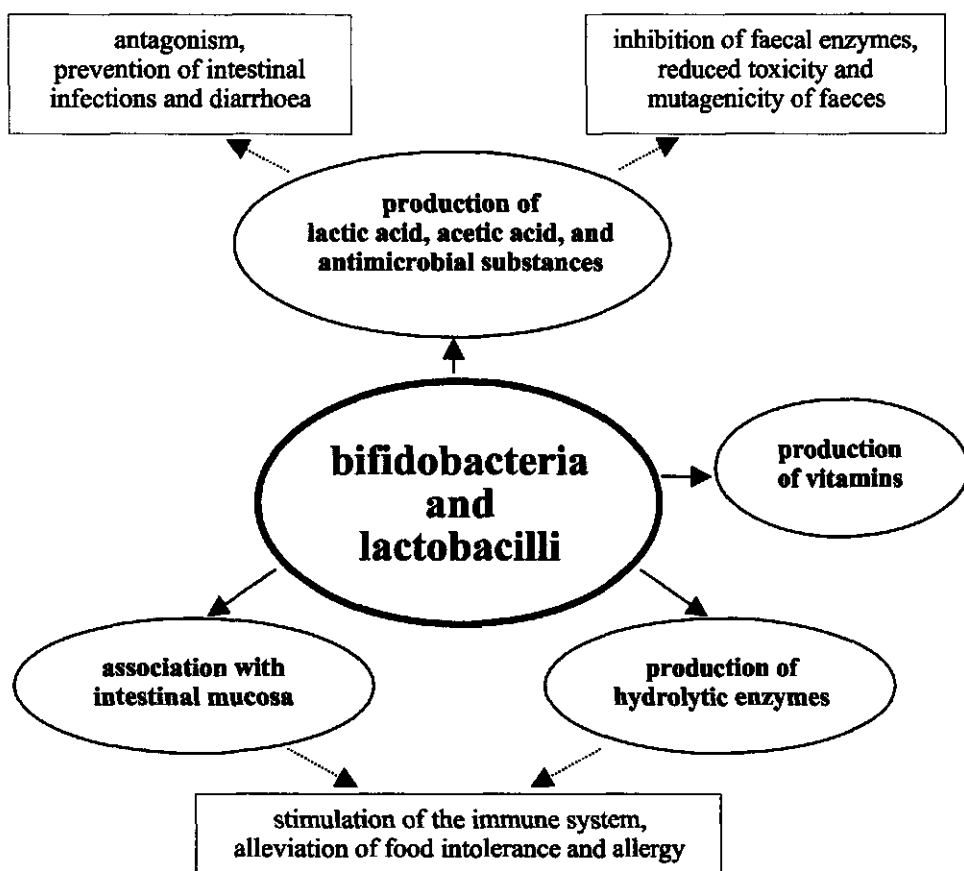 antagonism,
prevention of intestinal
infections and diarrhoea
inhibition of faecal enzymes,
reduced toxicity and
mutagenicity of faeces
production of
lactic acid, acetic acid, and
antimicrobial substances
bifidobacteria
and
lactobacilli
production
of vitamins
association with
intestinal mucosa
production of
hydrolytic enzymes
stimulation of the immune system,
alleviation of food intolerance and allergy